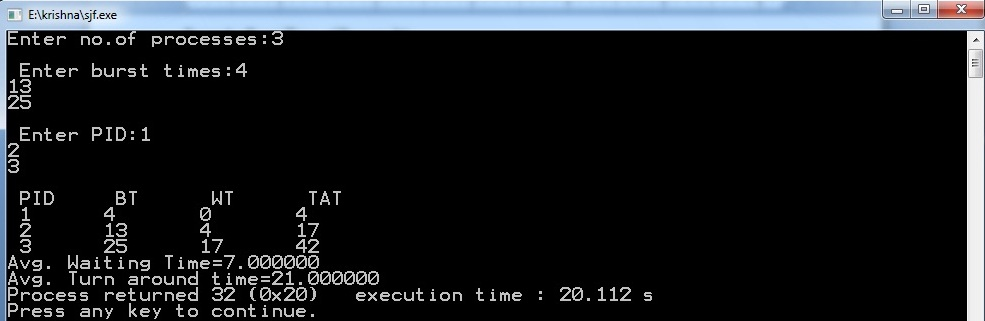 E:\krishna\sjf.exe
Enter no.of processes:3
Enter burst times:4
13
25
Enter PID:1
2
3
PID BT WT TAT
1 4 0 4
2 13 4 17
3 25 17 42
Avg. Waiting Time=7.000000
Avg. Turn around time=21.000000
Process returned 32 (0x20) execution time : 20.112 s
Press any key to continue.